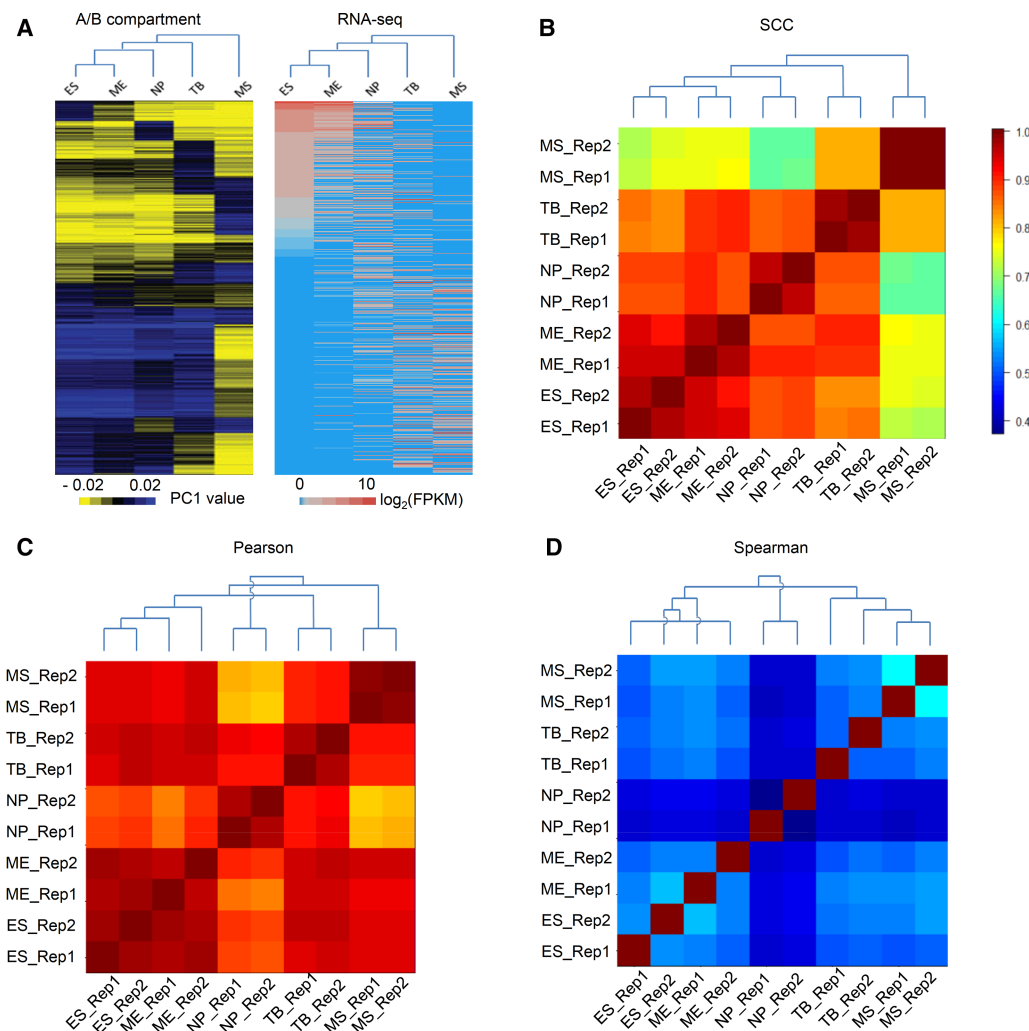 A
A/B compartment
RNA-seq
ES ME NP TB MS
ES ME NP TB MS
- 0.02 0.02
PC1 value
0 10
log2(FPKM)
B
SCC
MS_Rep2
MS_Rep1
TB_Rep2
TB_Rep1
NP_Rep2
NP_Rep1
ME_Rep2
ME_Rep1
ES_Rep2
ES_Rep1
ES_Rep1 ES_Rep2 ME_Rep1 ME_Rep2 NP_Rep1 NP_Rep2 TB_Rep1 TB_Rep2 MS_Rep1 MS_Rep2
1.0
0.9
0.8
0.7
0.6
0.5
0.4
C
Pearson
MS_Rep2
MS_Rep1
TB_Rep2
TB_Rep1
NP_Rep2
NP_Rep1
ME_Rep2
ME_Rep1
ES_Rep2
ES_Rep1
ES_Rep1 ES_Rep2 ME_Rep1 ME_Rep2 NP_Rep1 NP_Rep2 TB_Rep1 TB_Rep2 MS_Rep1 MS_Rep2
D
Spearman
MS_Rep2
MS_Rep1
TB_Rep2
TB_Rep1
NP_Rep2
NP_Rep1
ME_Rep2
ME_Rep1
ES_Rep2
ES_Rep1
ES_Rep1 ES_Rep2 ME_Rep1 ME_Rep2 NP_Rep1 NP_Rep2 TB_Rep1 TB_Rep2 MS_Rep1 MS_Rep2